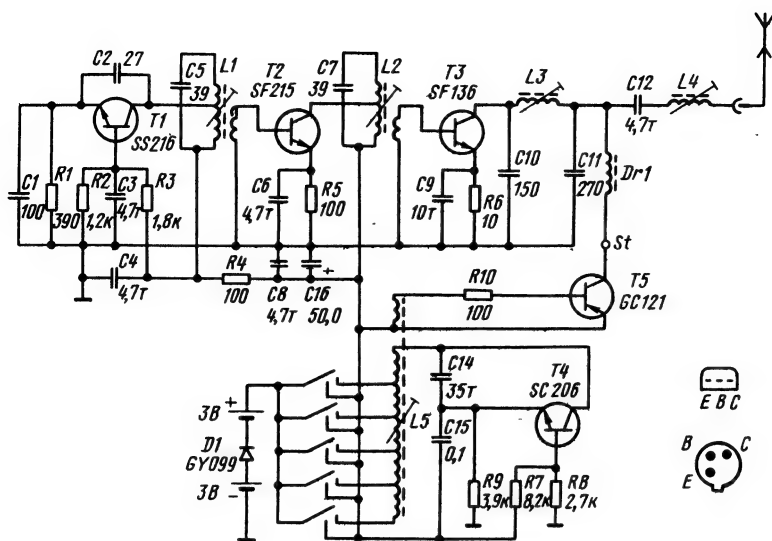 C2 27
C5 39
L1
T2 SF215
C7 39
L2
T3 SF136
L3
C12 4,7т
L4
T1 SS216
C1 100
R1 390
R2 1,2к
C3 4,7т
R3 1,8к
C6 4,7т
R5 100
C9 10т
R6 10
C10 150
C11 270
Dr1
St
C4 4,7т
R4 100
C8 4,7т
C16 50,0
+
R10 100
T5 GC121
3В +
D1 GY099
3В −
L5
C14 35т
C15 0,1
T4 SC206
R9 3,9к
R7 8,2к
R8 2,7к
E B C
B C
E